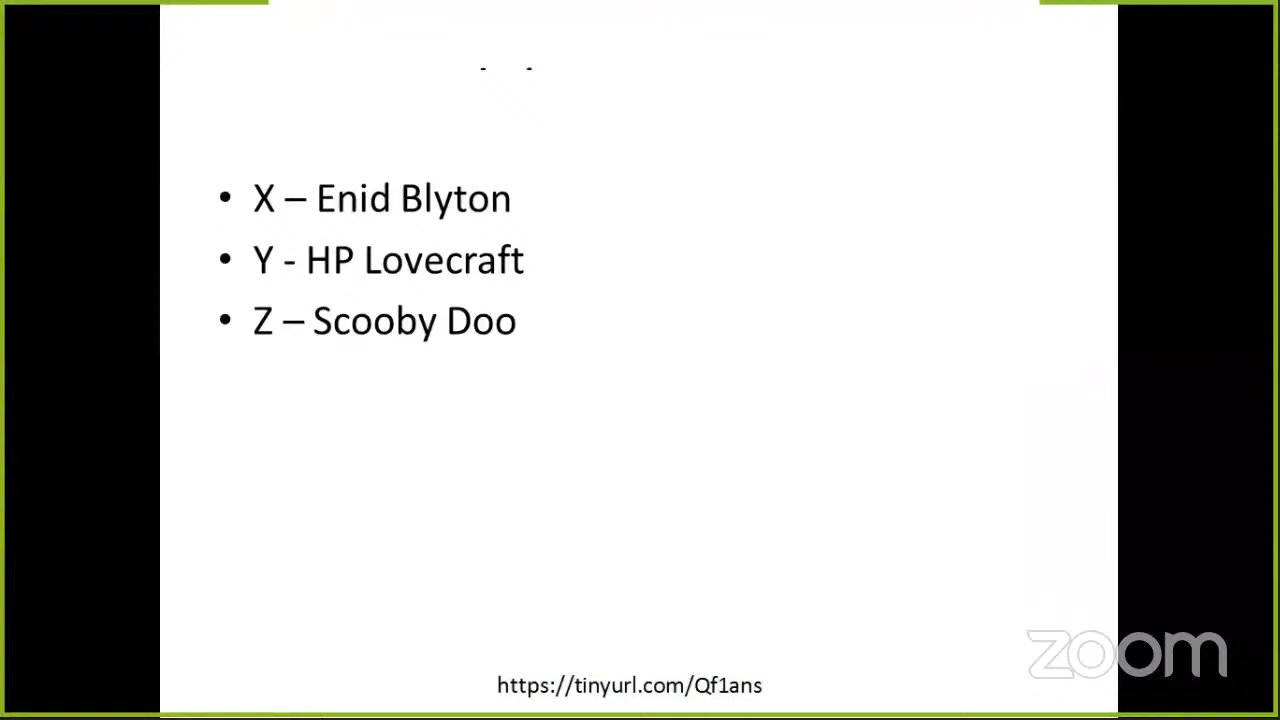 • X – Enid Blyton
• Y - HP Lovecraft
• Z – Scooby Doo
zoom
https://tinyurl.com/Qf1ans